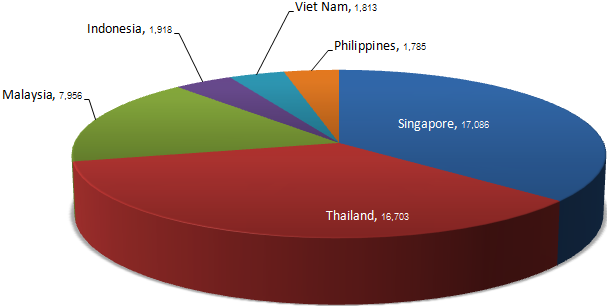 Viet Nam, 1,813
Indonesia, 1,918
Philippines, 1,785
Malaysia, 7,956
Singapore, 17,086
Thailand, 16,703